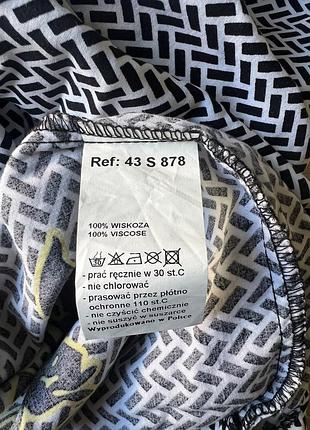 Ref: 43 S 878
100% WISKOZA
100% VISCOSE
- prać ręcznie w 30 st.C
- nie chlorować
- prasować przez płótno
ochronne 110 st.C
- nie czyścić chemicznie
- nie suszyć w suszarce
Wyprodukowano w Polsce